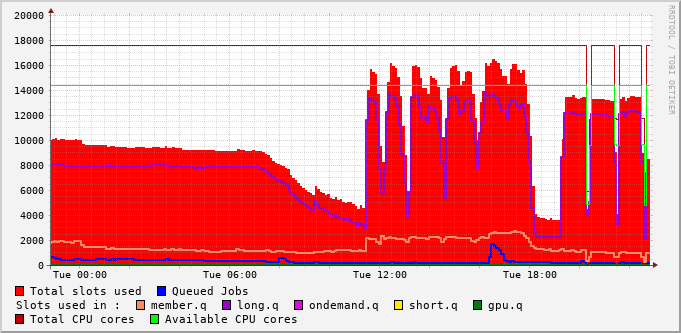 20000
18000
16000
14000
12000
10000
8000
6000
4000
2000
0
Tue 00:00 Tue 06:00 Tue 12:00 Tue 18:00
RRDTOOL / TOBI OETIKER
Total slots used Queued Jobs
Slots used in : member.q long.q ondemand.q short.q gpu.q
Total CPU cores Available CPU cores